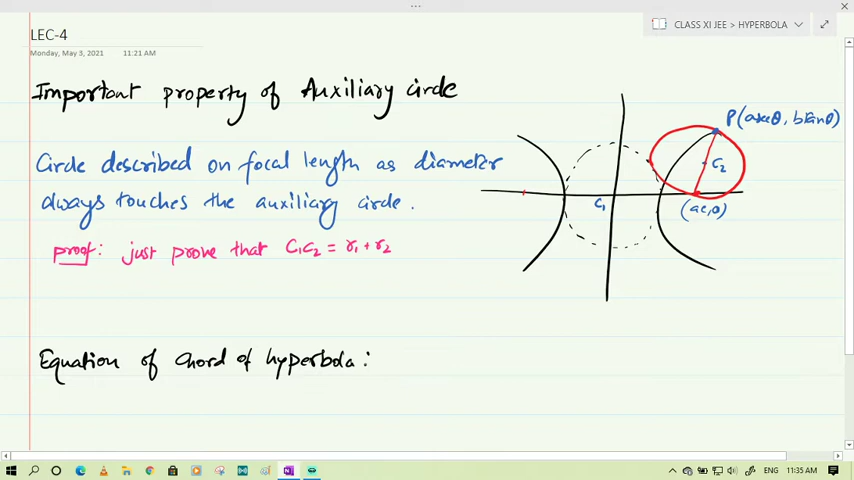 LEC-4
Monday, May 3, 2021 11:21 AM
CLASS XI JEE > HYPERBOLA
Important property of Auxiliary circle
Circle described on focal length as diameter
always touches the auxiliary circle.
proof: just prove that C₁C₂ = r₁ + r₂
P(asecθ, btanθ)
C₂
C₁
(ae,0)
Equation of chord of hyperbola:
ENG 11:35 AM